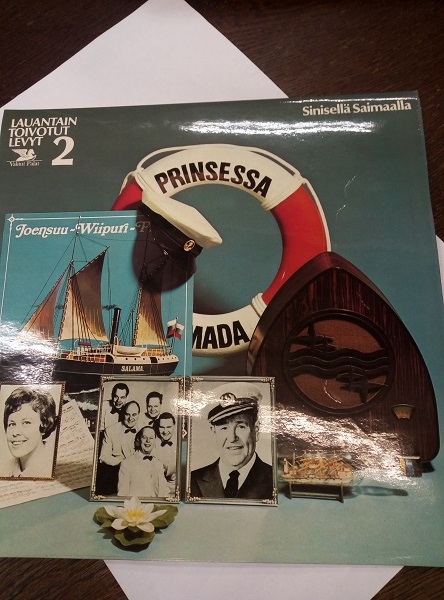 LAUANTAIN
TOIVOTUT
LEVYT
2
Valitut Palat
Sinisellä Saimaalla
PRINSESSA
MADA
Joensuu-Wiipuri-
SALAMA